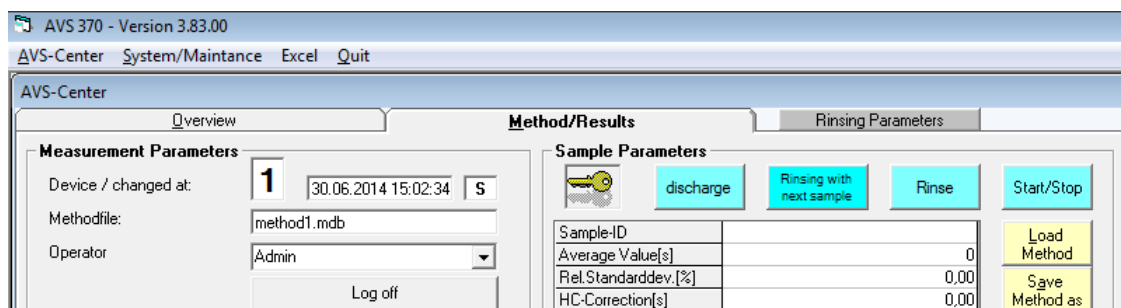 AVS 370 - Version 3.83.00
AVS-Center System/Maintance Excel Quit
AVS-Center
Overview Method/Results Rinsing Parameters
Measurement Parameters
Device / changed at: 1 30.06.2014 15:02:34 S
Methodfile: method1.mdb
Operator Admin
Log off
Sample Parameters
discharge Rinsing with next sample Rinse Start/Stop
Sample-ID
Average Value[s] 0
Rel.Standarddev.[%] 0,00
HC-Correction[s] 0,00
Load
Method
Save
Method as